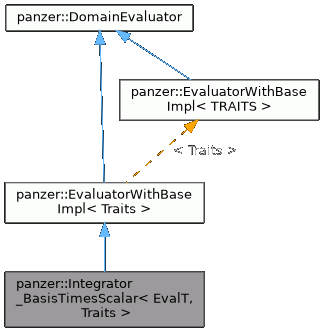 panzer::DomainEvaluator
panzer::EvaluatorWithBase
Impl< TRAITS >
< Traits >
panzer::EvaluatorWithBase
Impl< Traits >
panzer::Integrator
_BasisTimesScalar< EvalT,
Traits >